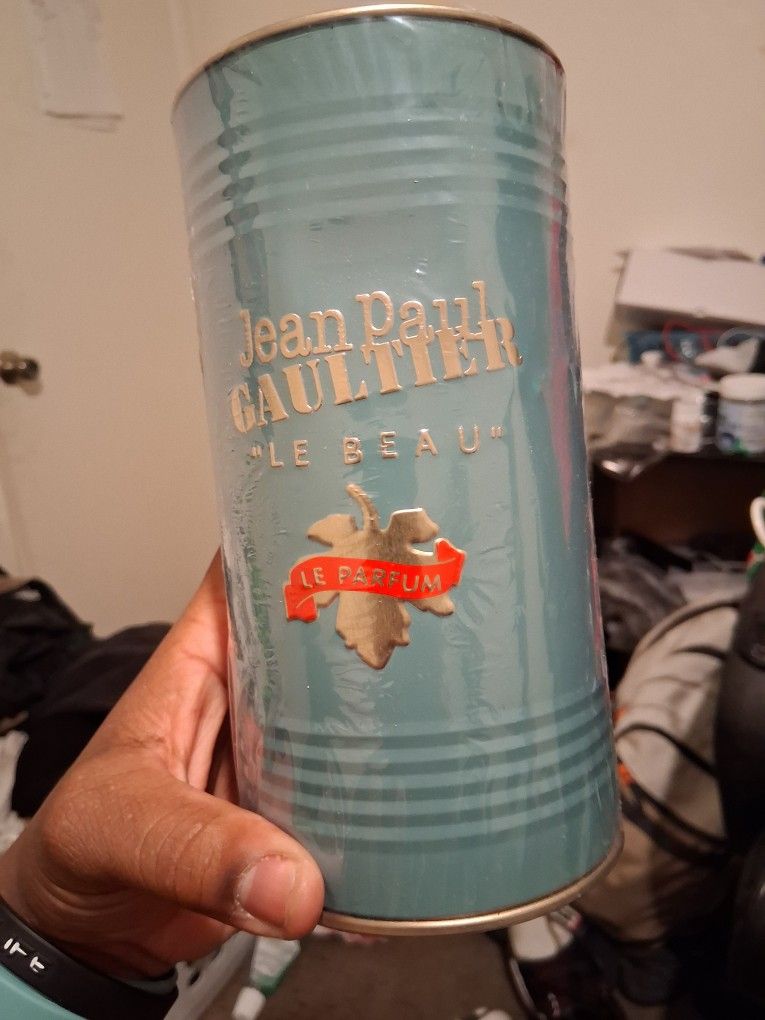 Jean Paul
GAULTIER
"LE BEAU"
LE PARFUM